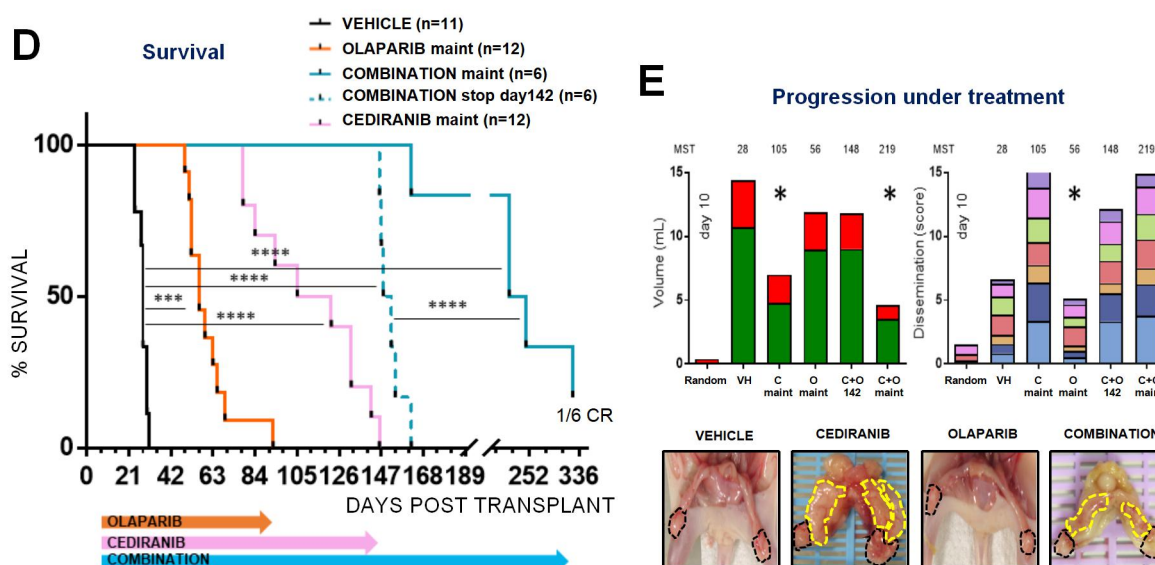 D
Survival
VEHICLE (n=11)
OLAPARIB maint (n=12)
COMBINATION maint (n=6)
COMBINATION stop day142 (n=6)
CEDIRANIB maint (n=12)
% SURVIVAL
100
50
0
****
****
***
****
****
1/6 CR
0 21 42 63 84 105 126 147 168 189 252 336
DAYS POST TRANSPLANT
OLAPARIB
CEDIRANIB
COMBINATION
E
Progression under treatment
MST 28 105 56 148 219
Volume (mL)
15
10
5
0
day 10
* *
Random VH C maint O maint C+O 142 C+O maint
MST 28 105 56 148 219
Dissemination (score)
15
10
5
0
day 10
*
Random VH C maint O maint C+O 142 C+O main
VEHICLE CEDIRANIB OLAPARIB COMBINATION